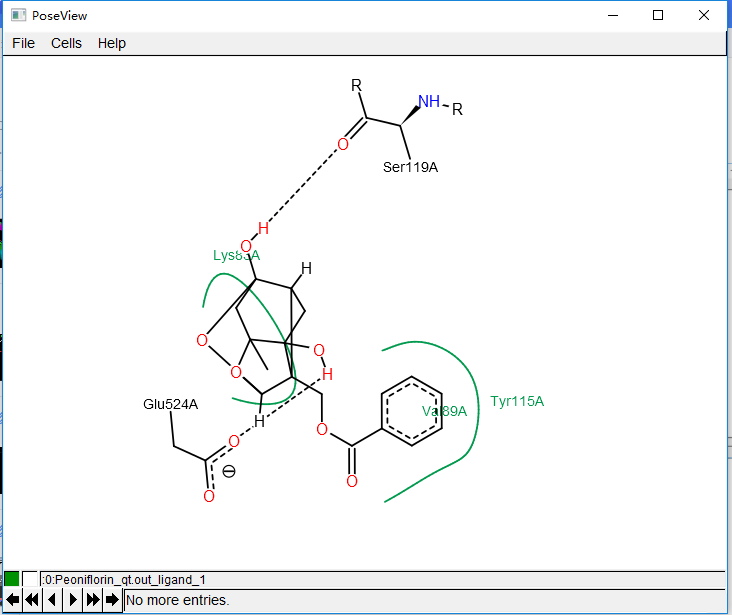 PoseView
File Cells Help
R
NH
R
O
Ser119A
H
O
Lys83A
H
O
O
H
O
Glu524A
H
Val89A
Tyr115A
O
O
⊖
O
O
:0:Peoniflorin_qt.out_ligand_1
No more entries.